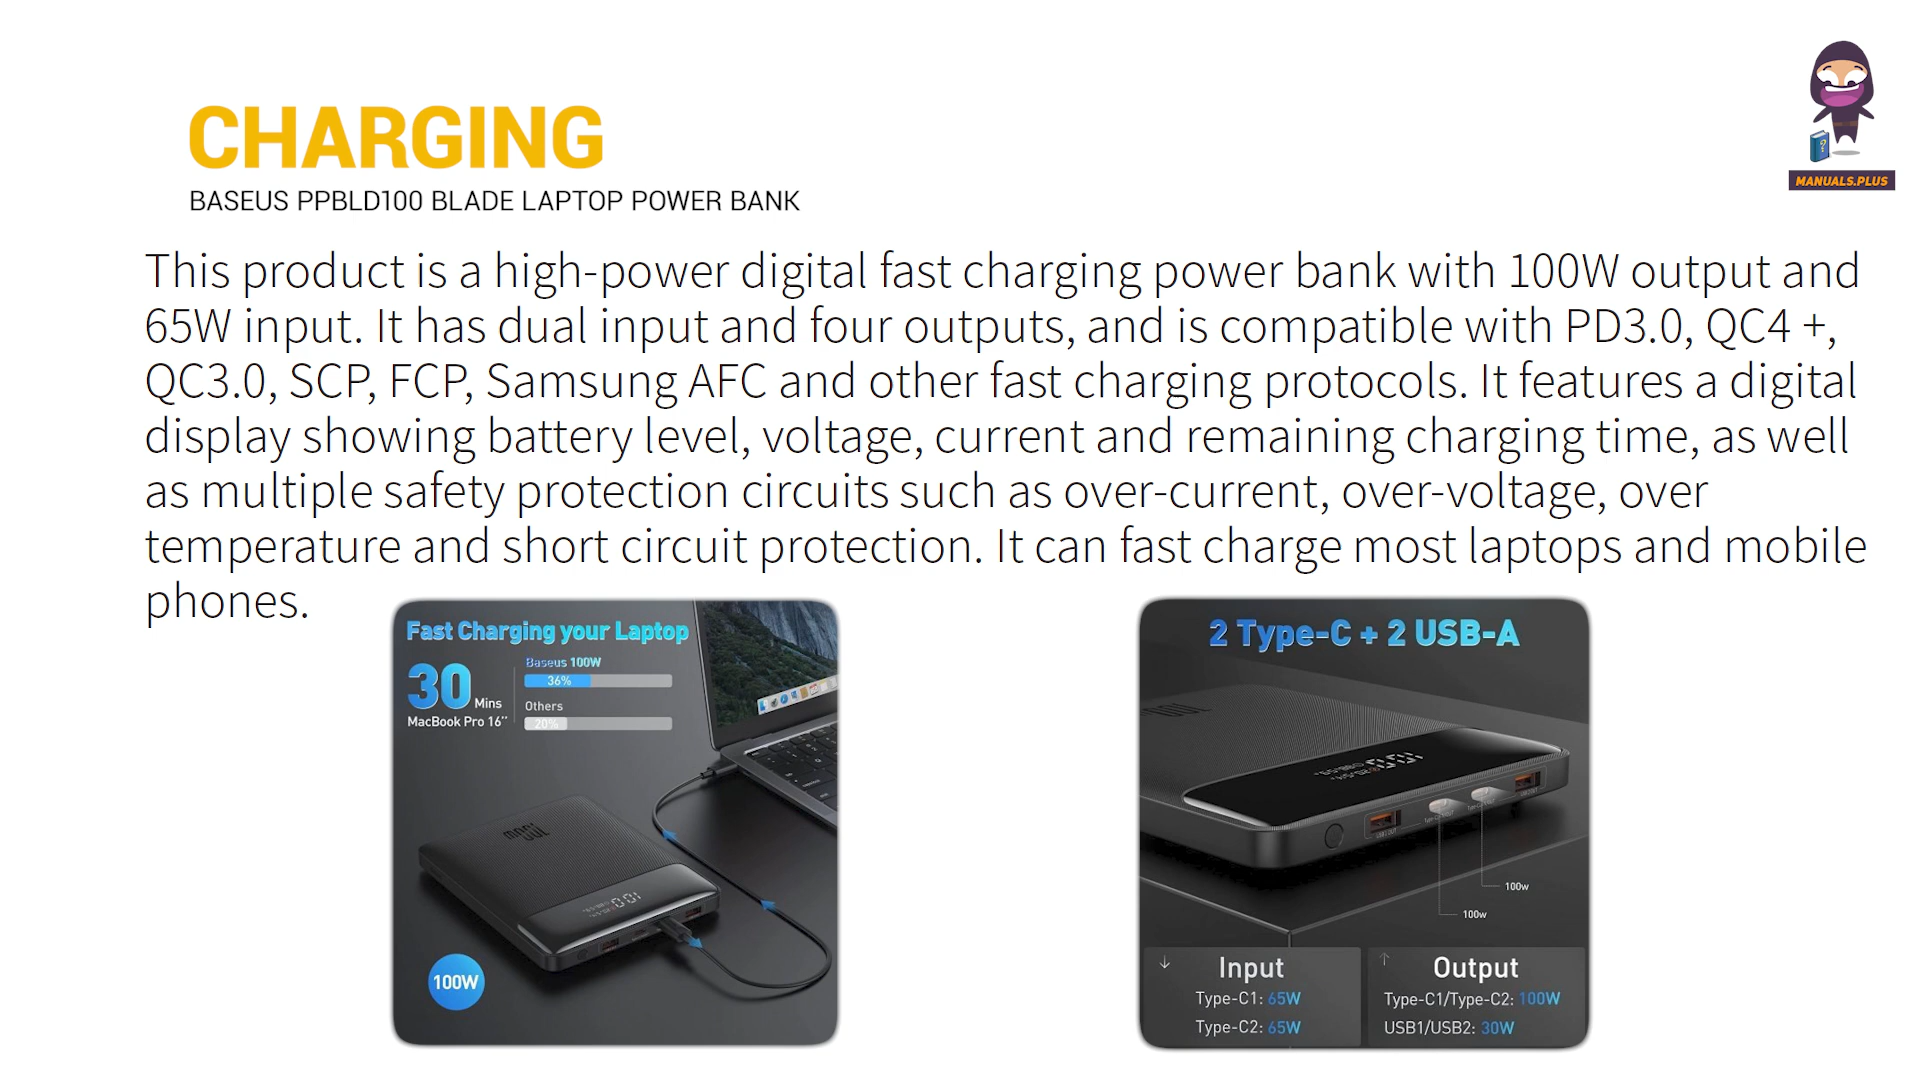 MANUALS.PLUS
CHARGING
BASEUS PPBLD100 BLADE LAPTOP POWER BANK
This product is a high-power digital fast charging power bank with 100W output and
65W input. It has dual input and four outputs, and is compatible with PD3.0, QC4 +,
QC3.0, SCP, FCP, Samsung AFC and other fast charging protocols. It features a digital
display showing battery level, voltage, current and remaining charging time, as well
as multiple safety protection circuits such as over-current, over-voltage, over
temperature and short circuit protection. It can fast charge most laptops and mobile
phones.
Fast Charging your Laptop
30 Mins
MacBook Pro 16''
Baseus 100W
36%
Others
20%
100W
100W
2 Type-C + 2 USB-A
100w
100w
Input
Type-C1: 65W
Type-C2: 65W
Output
Type-C1/Type-C2: 100W
USB1/USB2: 30W